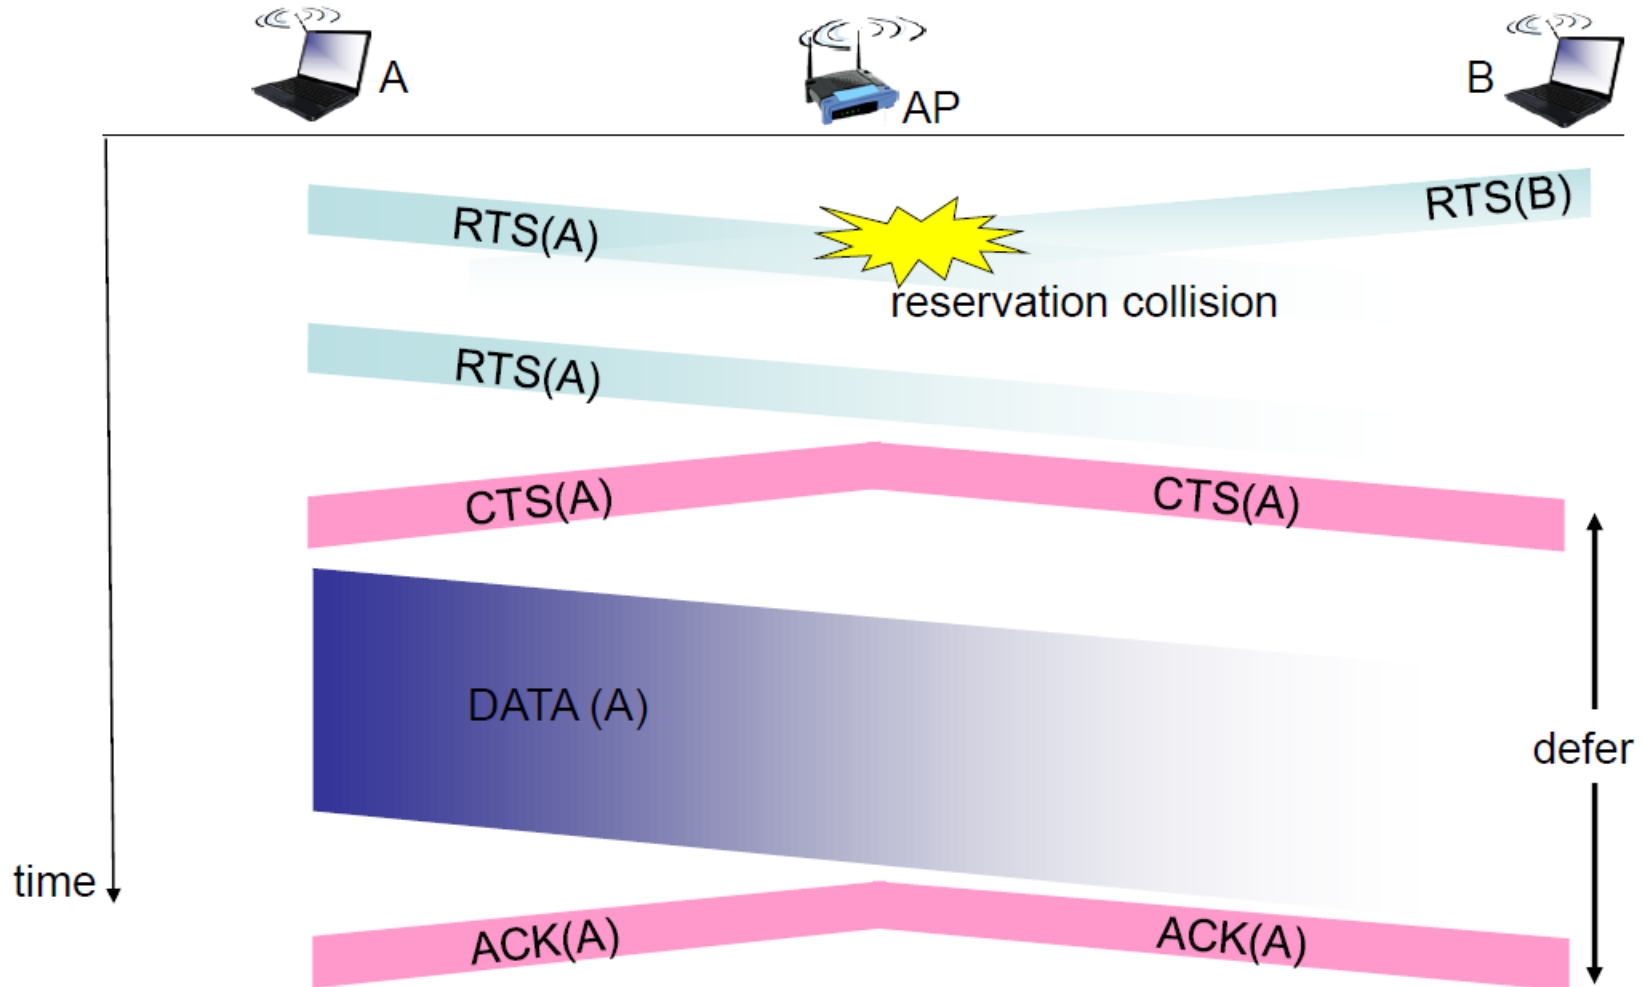 A
AP
B
RTS(A)
RTS(B)
reservation collision
RTS(A)
CTS(A)
CTS(A)
DATA (A)
defer
time
ACK(A)
ACK(A)